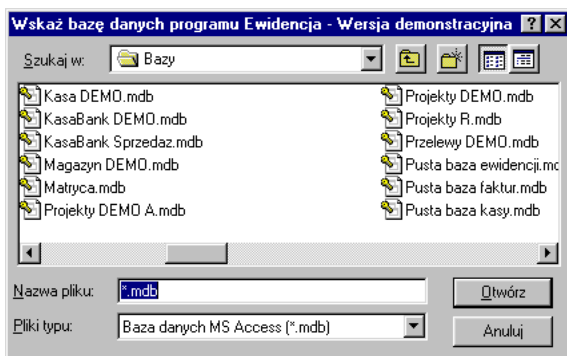 Wskaż bazę danych programu Ewidencja - Wersja demonstracyjna
Szukaj w: Bazy
Kasa DEMO.mdb
KasaBank DEMO.mdb
KasaBank Sprzedaz.mdb
Magazyn DEMO.mdb
Matryca.mdb
Projekty DEMO A.mdb
Projekty DEMO.mdb
Projekty R.mdb
Przelewy DEMO.mdb
Pusta baza ewidencji.md
Pusta baza faktur.mdb
Pusta baza kasy.mdb
Nazwa pliku: *.mdb Otwórz
Pliki typu: Baza danych MS Access (*.mdb) Anuluj